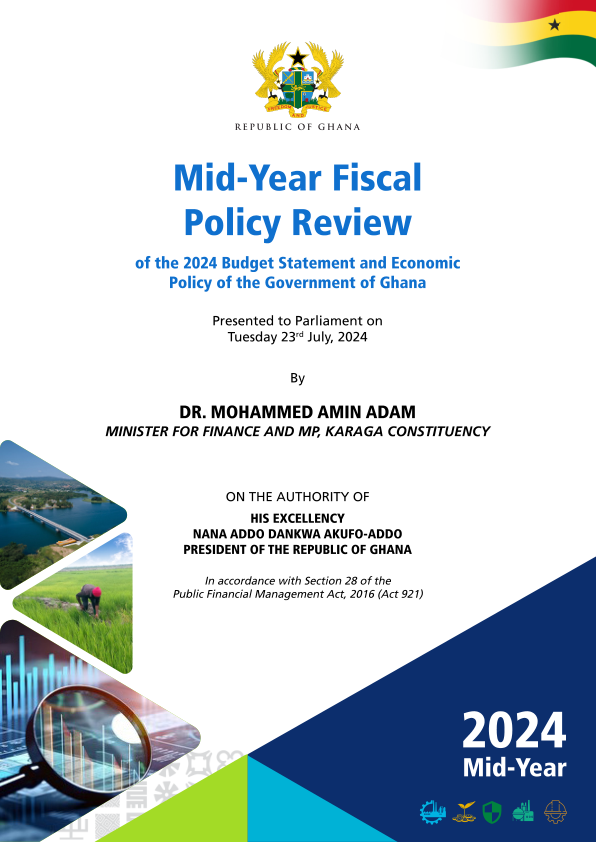 FREEDOM AND JUSTICE
REPUBLIC OF GHANA
Mid-Year Fiscal
Policy Review
of the 2024 Budget Statement and Economic
Policy of the Government of Ghana
Presented to Parliament on
Tuesday 23rd July, 2024
By
DR. MOHAMMED AMIN ADAM
MINISTER FOR FINANCE AND MP, KARAGA CONSTITUENCY
ON THE AUTHORITY OF
HIS EXCELLENCY
NANA ADDO DANKWA AKUFO-ADDO
PRESIDENT OF THE REPUBLIC OF GHANA
In accordance with Section 28 of the
Public Financial Management Act, 2016 (Act 921)
2024
Mid-Year